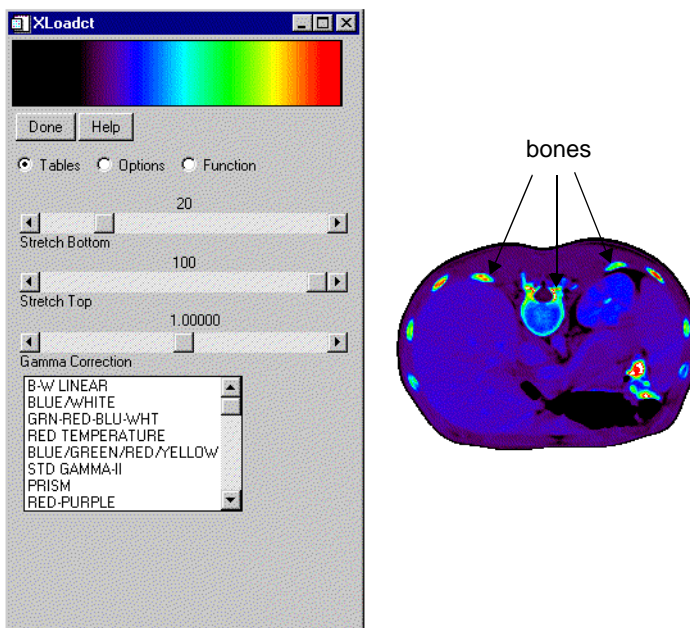 XLoadct
Done Help
Tables Options Function
20
Stretch Bottom
100
Stretch Top
1.00000
Gamma Correction
B-W LINEAR
BLUE/WHITE
GRN-RED-BLU-WHT
RED TEMPERATURE
BLUE/GREEN/RED/YELLOW
STD GAMMA-II
PRISM
RED-PURPLE
bones